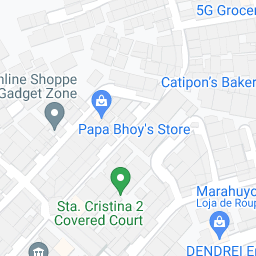 5G Grocer
nline Shoppe
Gadget Zone
Catipon's Baker
Papa Bhoy's Store
Sta. Cristina 2
Covered Court
Marahuyo
Loja de Roup
DENDREI E